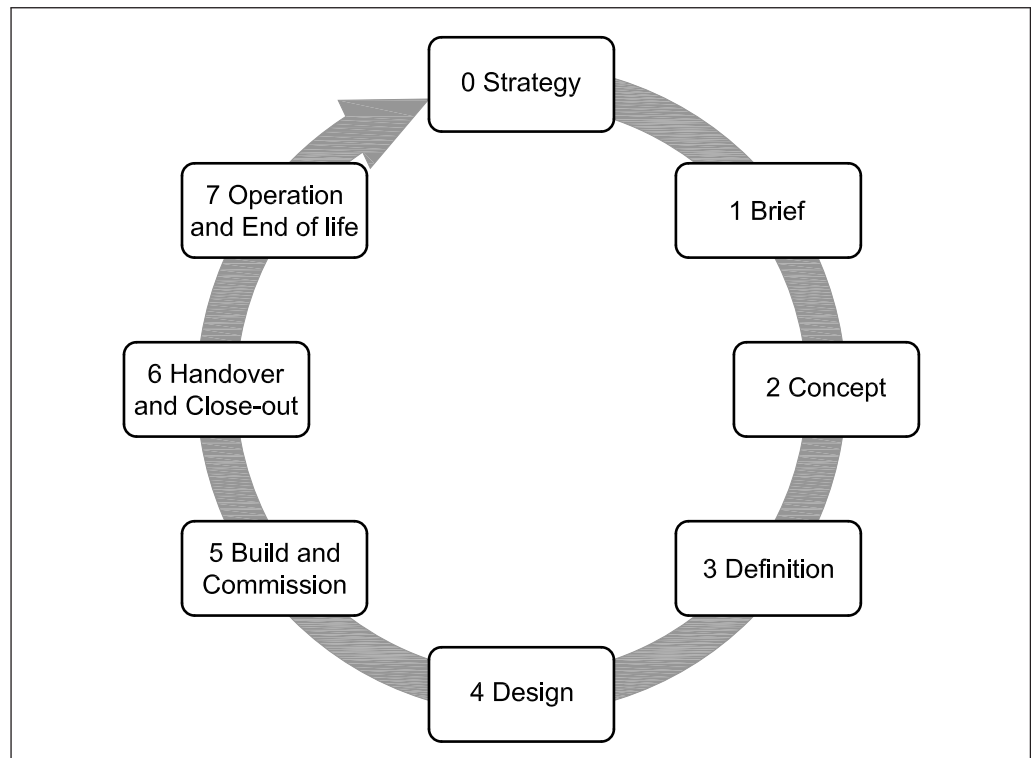 0 Strategy
1 Brief
2 Concept
3 Definition
4 Design
5 Build and
Commission
6 Handover
and Close-out
7 Operation
and End of life